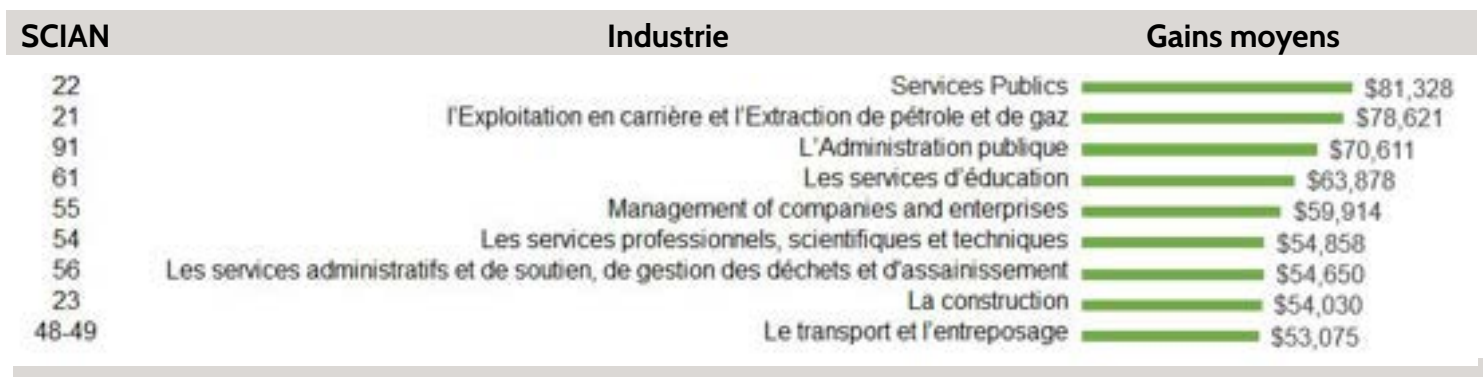 SCIAN Industrie Gains moyens
22 Services Publics $81,328
21 l'Exploitation en carrière et l'Extraction de pétrole et de gaz $78,621
91 L'Administration publique $70,611
61 Les services d'éducation $63,878
55 Management of companies and enterprises $59,914
54 Les services professionnels, scientifiques et techniques $54,858
56 Les services administratifs et de soutien, de gestion des déchets et d'assainissement $54,650
23 La construction $54,030
48-49 Le transport et l'entreposage $53,075